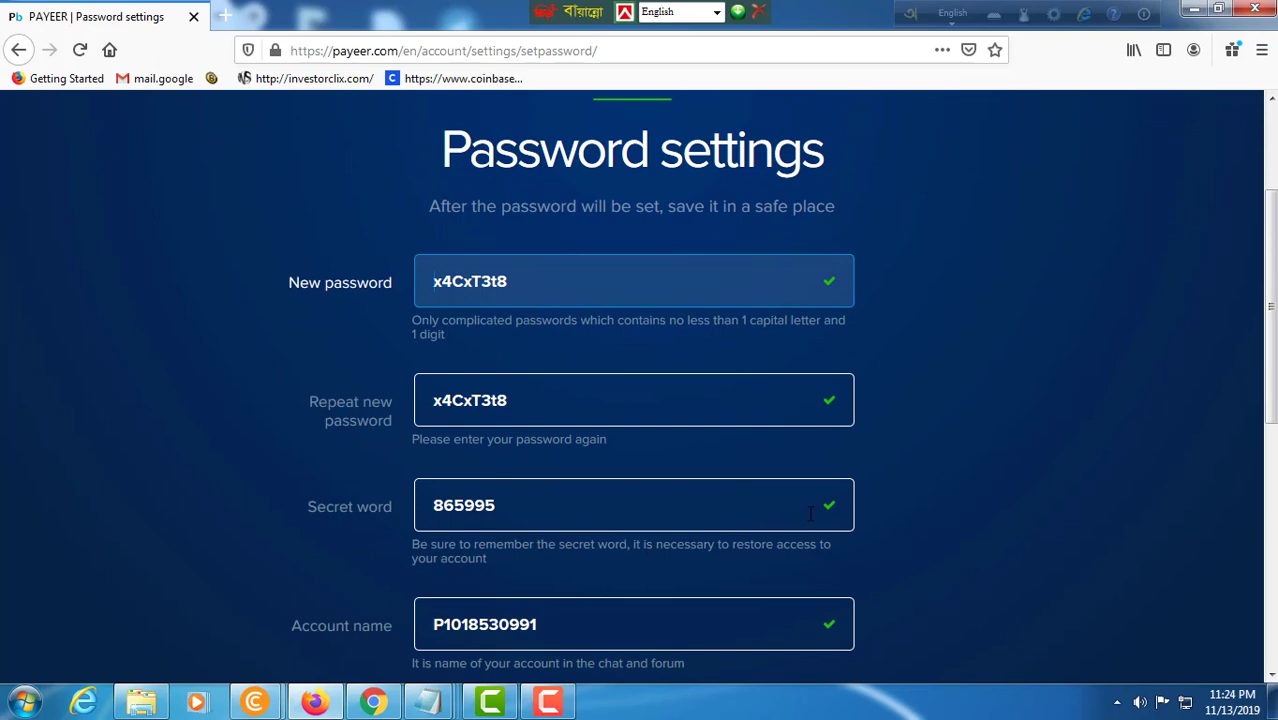 Pb PAYEER | Password settings
বায়ান্নো
English
English
https://payeer.com/en/account/settings/setpassword/
Getting Started
mail.google
http://investorclix.com/
https://www.coinbase...
Password settings
After the password will be set, save it in a safe place
New password
x4CxT3t8
Only complicated passwords which contains no less than 1 capital letter and
1 digit
Repeat new
password
x4CxT3t8
Please enter your password again
Secret word
865995
Be sure to remember the secret word, it is necessary to restore access to
your account
Account name
P1018530991
It is name of your account in the chat and forum
11:24 PM
11/13/2019